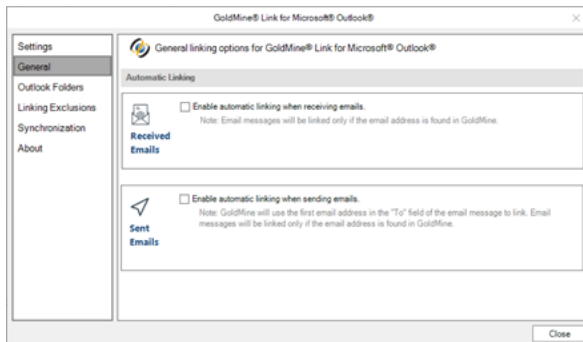 GoldMine® Link for Microsoft® Outlook®
Settings
General
Outlook Folders
Linking Exclusions
Synchronization
About
General linking options for GoldMine® Link for Microsoft® Outlook®
Automatic Linking
Enable automatic linking when receiving emails.
Note: Email messages will be linked only if the email address is found in GoldMine.
Received
Emails
Enable automatic linking when sending emails.
Note: GoldMine will use the first email address in the "To" field of the email message to link. Email
messages will be linked only if the email address is found in GoldMine.
Sent
Emails
Close